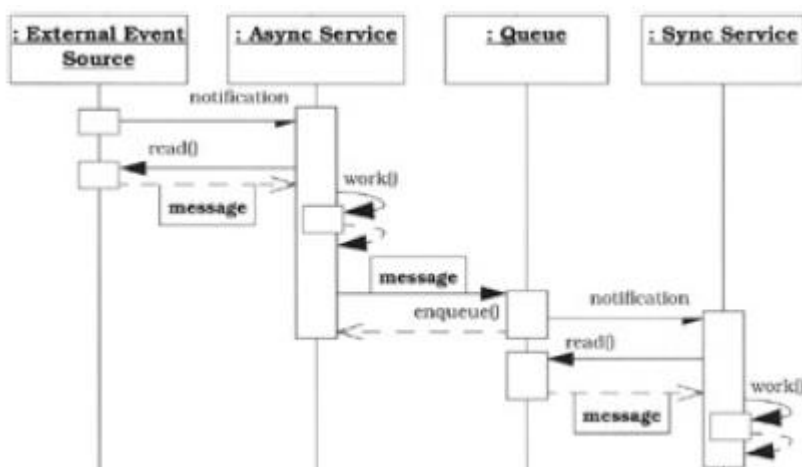 : External Event
Source
: Async Service
: Queue
: Sync Service
notification
read()
work()
message
message
enqueue()
notification
read()
work()
message